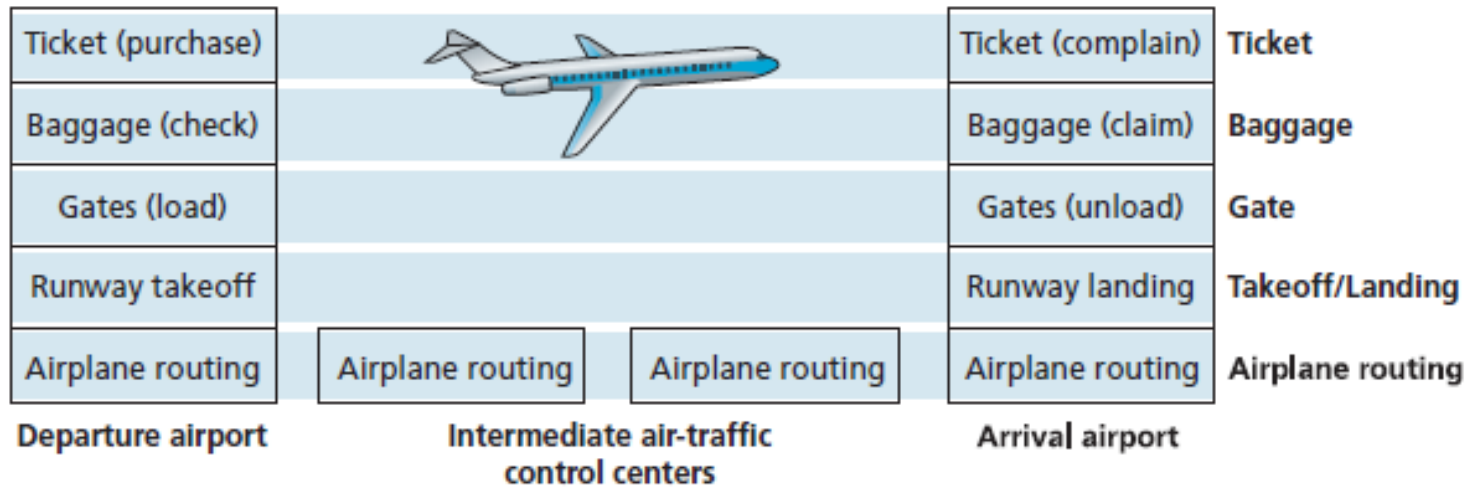 Ticket (purchase)
Ticket (complain)
Ticket
Baggage (check)
Baggage (claim)
Baggage
Gates (load)
Gates (unload)
Gate
Runway takeoff
Runway landing
Takeoff/Landing
Airplane routing
Airplane routing
Airplane routing
Airplane routing
Airplane routing
Departure airport
Intermediate air-traffic
control centers
Arrival airport